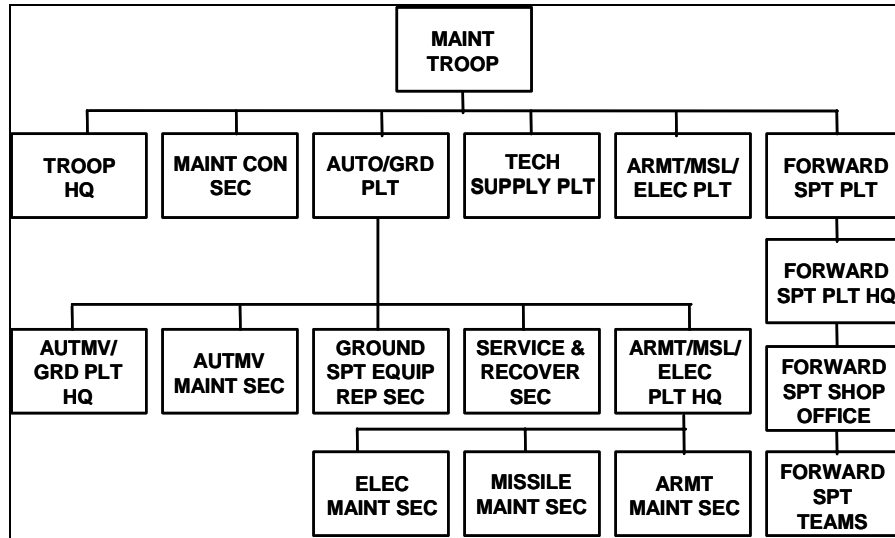 MAINT
TROOP
TROOP
HQ
MAINT CON
SEC
AUTO/GRD
PLT
TECH
SUPPLY PLT
ARMT/MSL/
ELEC PLT
FORWARD
SPT PLT
FORWARD
SPT PLT HQ
AUTMV/
GRD PLT
HQ
AUTMV
MAINT SEC
GROUND
SPT EQUIP
REP SEC
SERVICE &
RECOVER
SEC
ARMT/MSL/
ELEC
PLT HQ
FORWARD
SPT SHOP
OFFICE
ELEC
MAINT SEC
MISSILE
MAINT SEC
ARMT
MAINT SEC
FORWARD
SPT
TEAMS